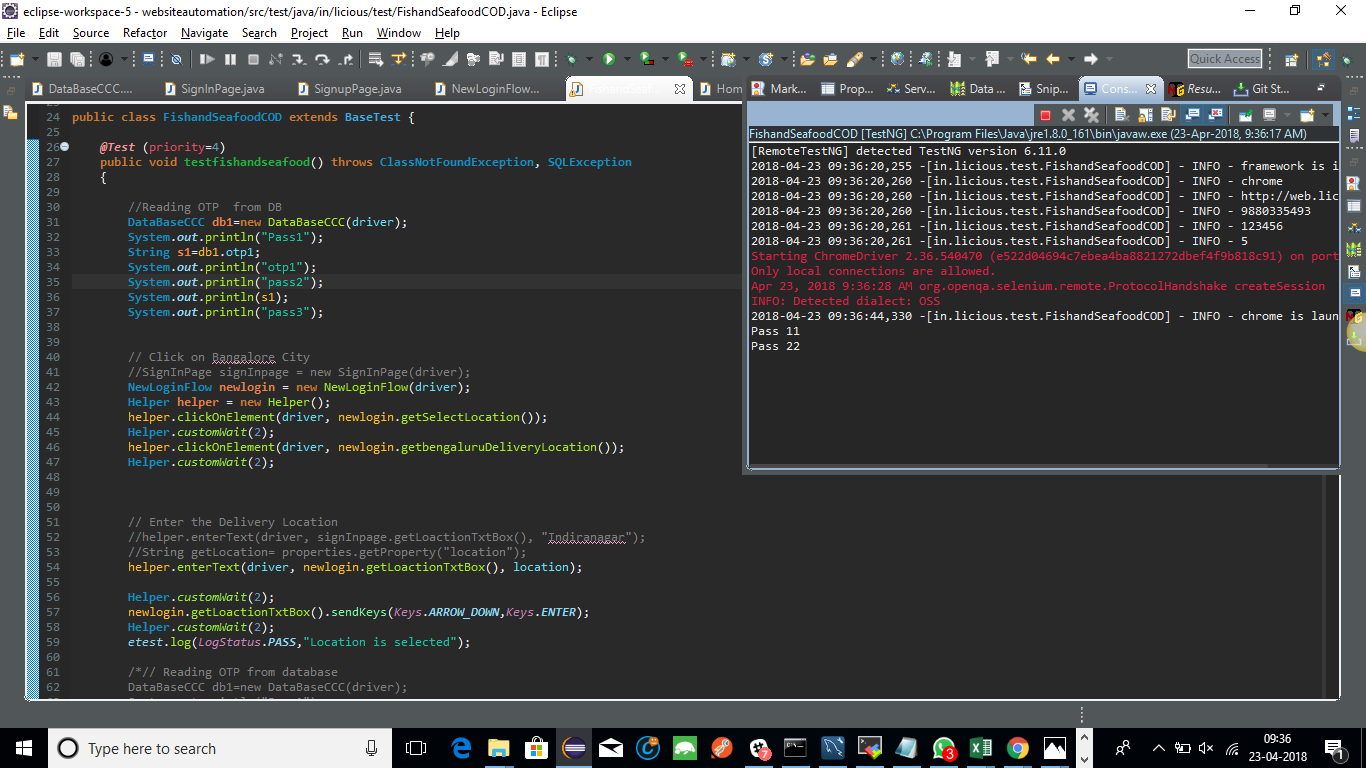 eclipse-workspace-5 - websiteautomation/src/test/java/in/licious/test/FishandSeafoodCOD.java - Eclipse
File Edit Source Refactor Navigate Search Project Run Window Help
Quick Access
DataBaseCCC.... SignInPage.java SignupPage.java NewLoginFlow... FishandSeaf... Hom
Mark... Prop... Serv... Data ... Snip... Cons... Resu... Git St...
24 public class FishandSeafoodCOD extends BaseTest {
25
26 @Test (priority=4)
27 public void testfishandseafood() throws ClassNotFoundException, SQLException
28 {
29
30 //Reading OTP  from DB
31 DataBaseCCC db1=new DataBaseCCC(driver);
32 System.out.println("Pass1");
33 String s1=db1.otp1;
34 System.out.println("otp1");
35 System.out.println("pass2");
36 System.out.println(s1);
37 System.out.println("pass3");
38
39
40 // Click on Bangalore City
41 //SignInPage signInpage = new SignInPage(driver);
42 NewLoginFlow newlogin = new NewLoginFlow(driver);
43 Helper helper = new Helper();
44 helper.clickOnElement(driver, newlogin.getSelectLocation());
45 Helper.customWait(2);
46 helper.clickOnElement(driver, newlogin.getbengaluruDeliveryLocation());
47 Helper.customWait(2);
48
49
50
51 // Enter the Delivery Location
52 //helper.enterText(driver, signInpage.getLoactionTxtBox(), "Indiranagar");
53 //String getLocation= properties.getProperty("location");
54 helper.enterText(driver, newlogin.getLoactionTxtBox(), location);
55
56 Helper.customWait(2);
57 newlogin.getLoactionTxtBox().sendKeys(Keys.ARROW_DOWN,Keys.ENTER);
58 Helper.customWait(2);
59 etest.log(LogStatus.PASS,"Location is selected");
60
61 /*// Reading OTP from database
62 DataBaseCCC db1=new DataBaseCCC(driver);
FishandSeafoodCOD [TestNG] C:\Program Files\Java\jre1.8.0_161\bin\javaw.exe (23-Apr-2018, 9:36:17 AM)
[RemoteTestNG] detected TestNG version 6.11.0
2018-04-23 09:36:20,255 -[in.licious.test.FishandSeafoodCOD] - INFO - framework is i
2018-04-23 09:36:20,260 -[in.licious.test.FishandSeafoodCOD] - INFO - chrome
2018-04-23 09:36:20,260 -[in.licious.test.FishandSeafoodCOD] - INFO - http://web.lic
2018-04-23 09:36:20,260 -[in.licious.test.FishandSeafoodCOD] - INFO - 9880335493
2018-04-23 09:36:20,261 -[in.licious.test.FishandSeafoodCOD] - INFO - 123456
2018-04-23 09:36:20,261 -[in.licious.test.FishandSeafoodCOD] - INFO - 5
Starting ChromeDriver 2.36.540470 (e522d04694c7ebea4ba8821272dbef4f9b818c91) on port
Only local connections are allowed.
Apr 23, 2018 9:36:28 AM org.openqa.selenium.remote.ProtocolHandshake createSession
INFO: Detected dialect: OSS
2018-04-23 09:36:44,330 -[in.licious.test.FishandSeafoodCOD] - INFO - chrome is laun
Pass 11
Pass 22
Type here to search
7
3
09:36
23-04-2018
1